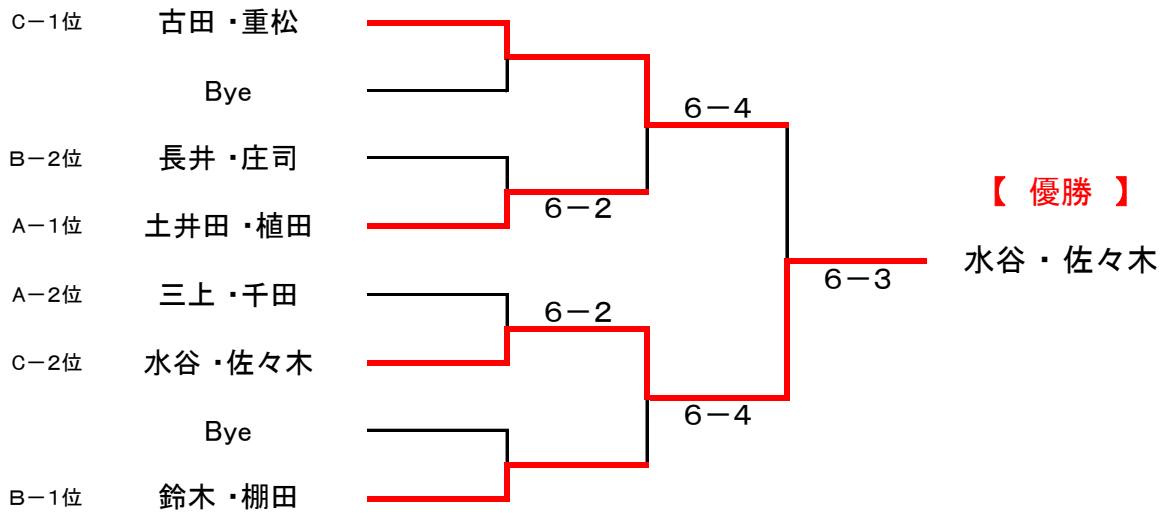 C-1位 古田・重松
Bye
6-4
B-2位 長井・庄司
【 優勝 】
A-1位 土井田・植田
6-2
水谷・佐々木
6-3
A-2位 三上・千田
6-2
C-2位 水谷・佐々木
6-4
Bye
B-1位 鈴木・棚田